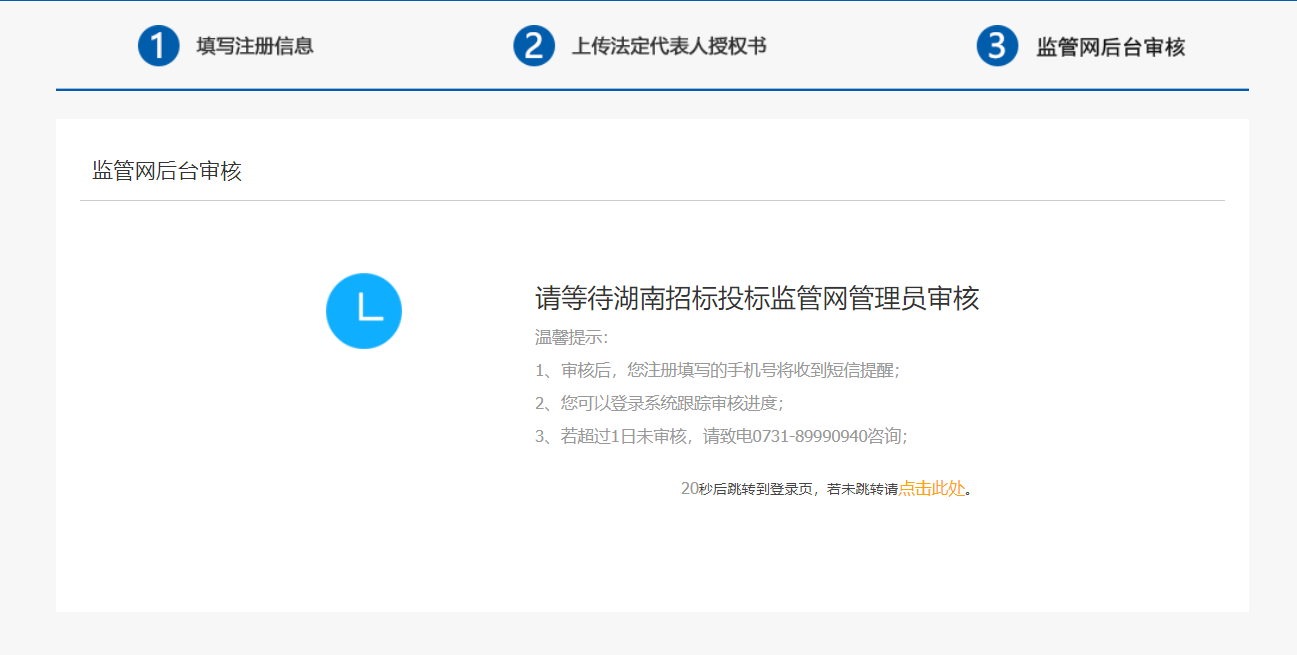 1 填写注册信息
2 上传法定代表人授权书
3 监管网后台审核
监管网后台审核
请等待湖南招标投标监管网管理员审核
温馨提示：
1、审核后，您注册填写的手机号将收到短信提醒；
2、您可以登录系统跟踪审核进度；
3、若超过1日未审核，请致电0731-89990940咨询；
20秒后跳转到登录页，若未跳转请点击此处。